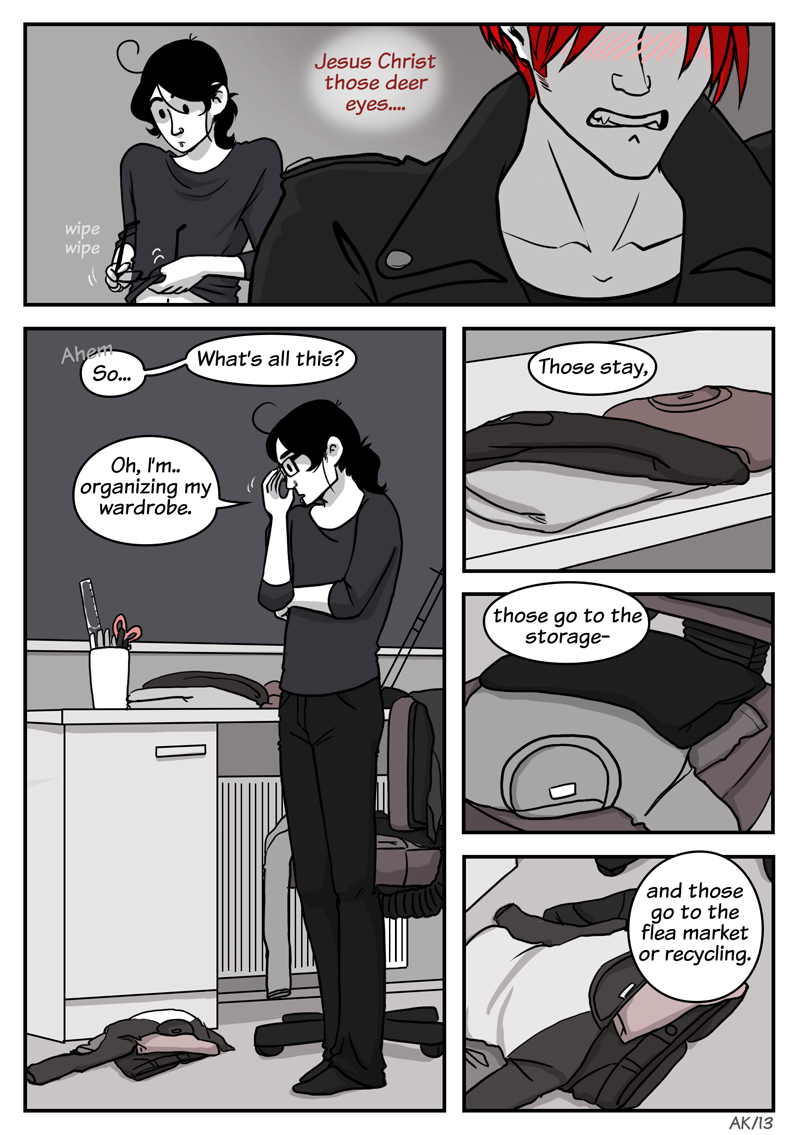 Jesus Christ
those deer
eyes....
wipe
wipe
Ahem
So...
What's all this?
Oh, I'm..
organizing my
wardrobe.
Those stay,
those go to the
storage-
and those
go to the
flea market
or recycling.
AK/13